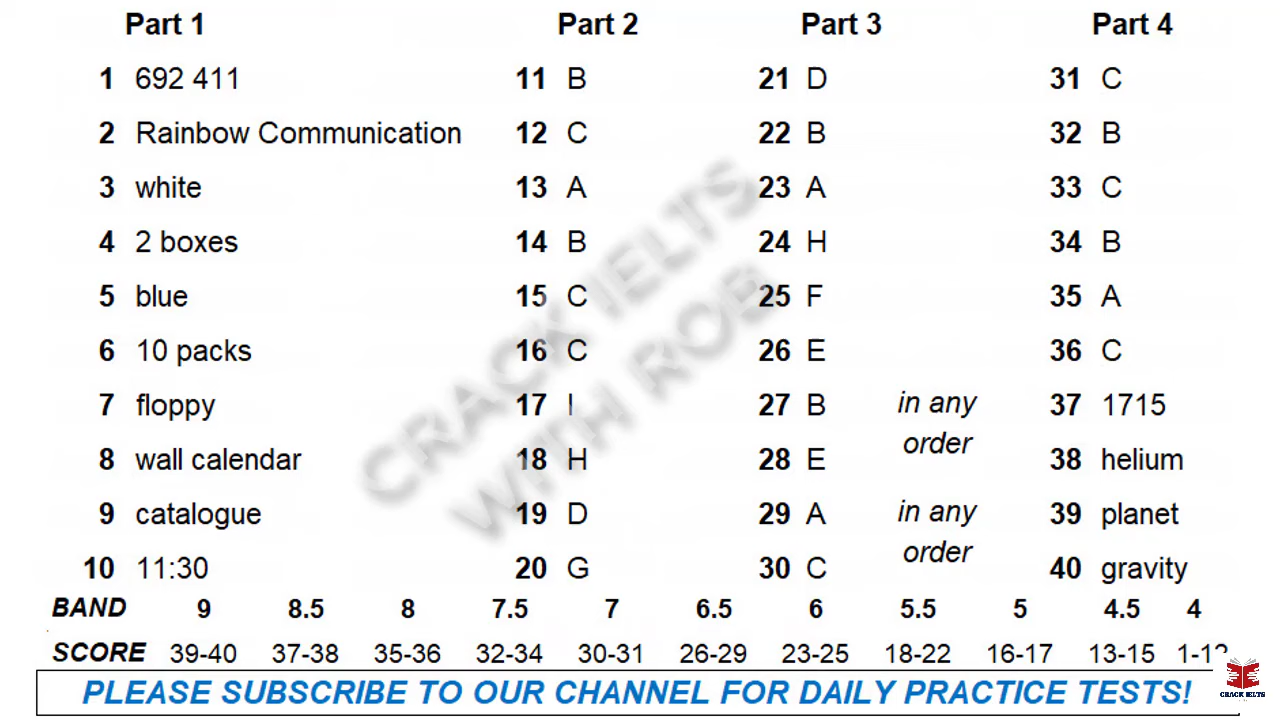 Part 1 Part 2 Part 3 Part 4
1 692 411 11 B 21 D 31 C
2 Rainbow Communication 12 C 22 B 32 B
3 white 13 A 23 A 33 C
4 2 boxes 14 B 24 H 34 B
5 blue 15 C 25 F 35 A
6 10 packs 16 C 26 E 36 C
7 floppy 17 I 27 B in any 37 1715
order
8 wall calendar 18 H 28 E 38 helium
9 catalogue 19 D 29 A in any 39 planet
order
10 11:30 20 G 30 C 40 gravity
CRACK IELTS
WITH ROB
BAND 9 8.5 8 7.5 7 6.5 6 5.5 5 4.5 4
SCORE 39-40 37-38 35-36 32-34 30-31 26-29 23-25 18-22 16-17 13-15
PLEASE SUBSCRIBE TO OUR CHANNEL FOR DAILY PRACTICE TESTS!
CRACK IELTS